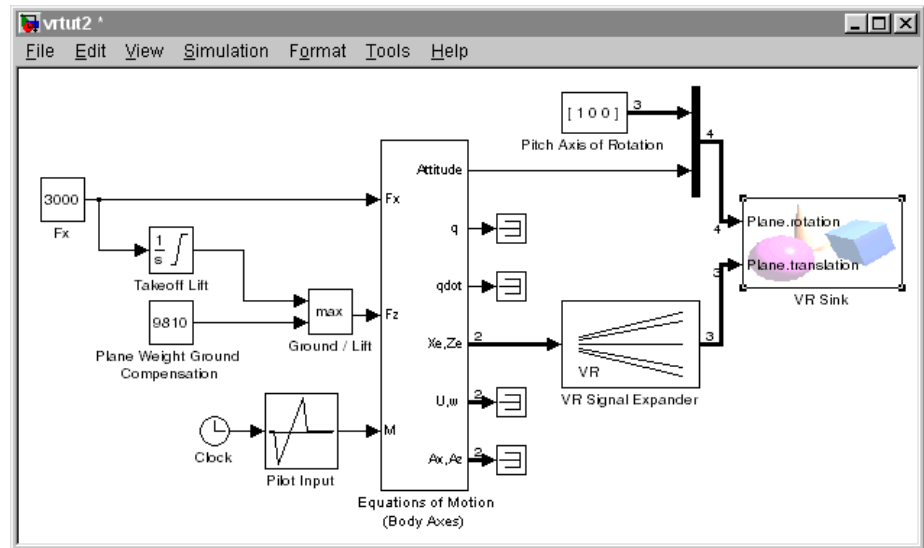 vrtut2 *
File Edit View Simulation Format Tools Help
[1 0 0]
3
Pitch Axis of Rotation
4
Attitude
3000
Fx
Fx
q
Plane.rotation
4
1
s
Takeoff Lift
qdot
Plane.translation
3
VR Sink
max
Fz
9810
Ground / Lift
Xe,Ze
2
3
VR
Plane Weight Ground
Compensation
VR Signal Expander
U,w
2
M
Clock
Pilot Input
Ax,Az
2
Equations of Motion
(Body Axes)